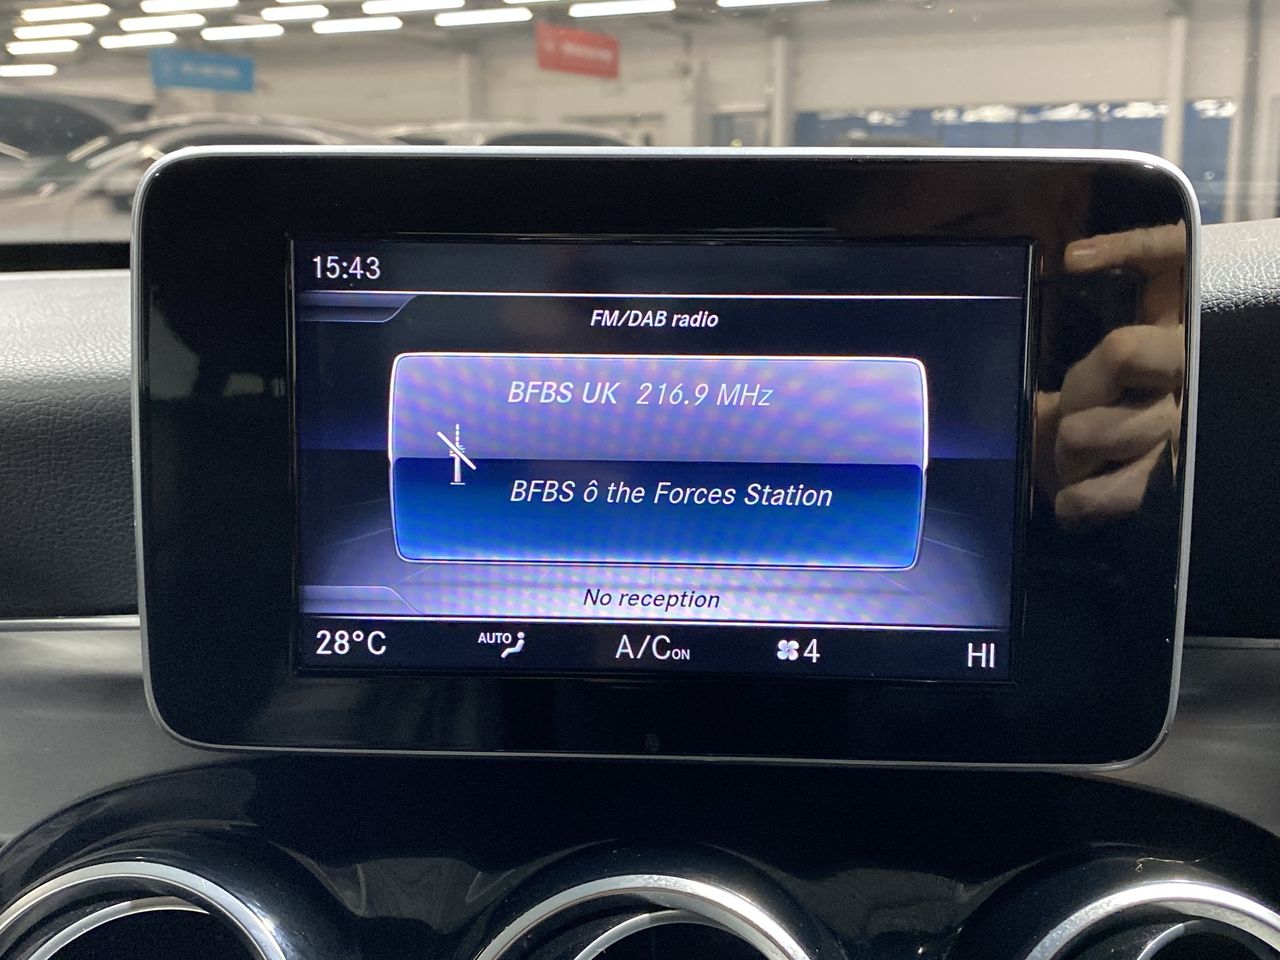 15:43
FM/DAB radio
BFBS UK 216.9 MHz
BFBS ô the Forces Station
No reception
28°C AUTO A/C ON 4 HI